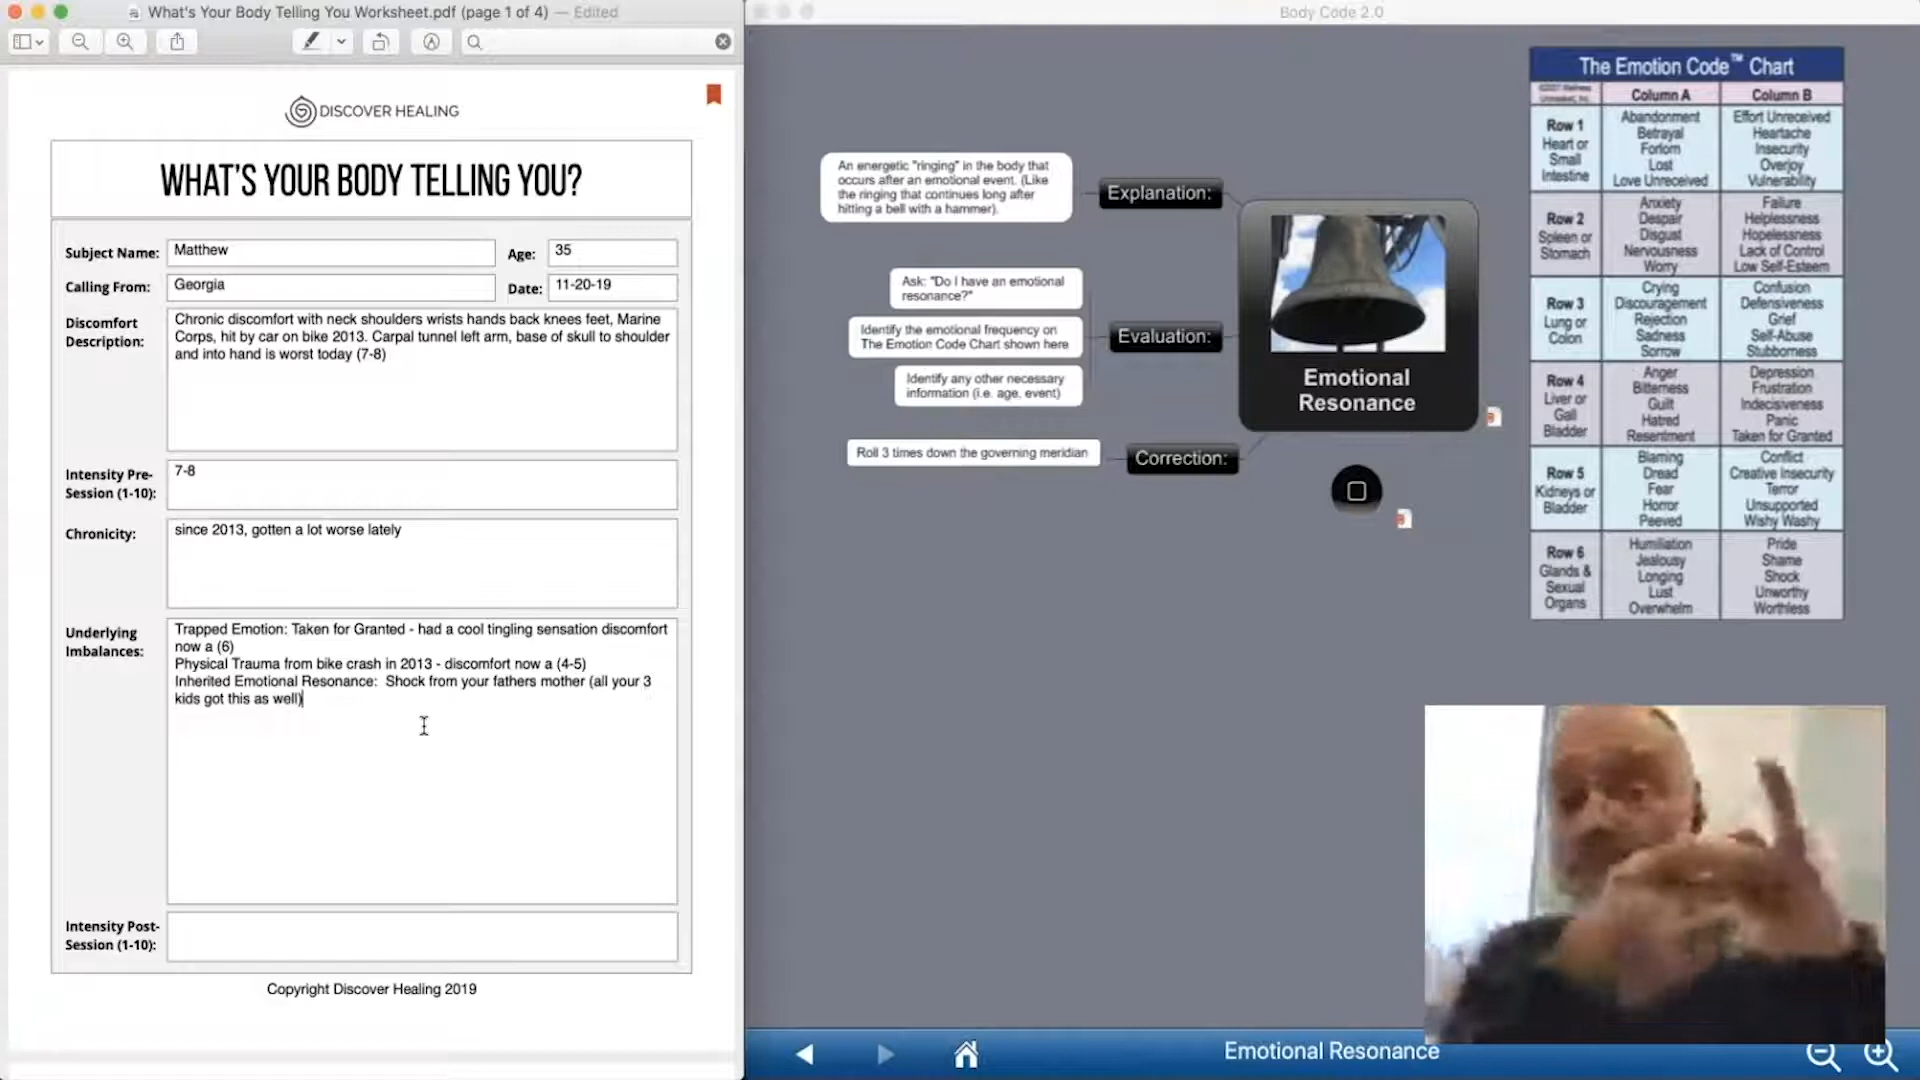 What's Your Body Telling You Worksheet.pdf (page 1 of 4) — Edited
DISCOVER HEALING
WHAT'S YOUR BODY TELLING YOU?
Subject Name: Matthew Age: 35
Calling From: Georgia Date: 11-20-19
Discomfort Description:
Chronic discomfort with neck shoulders wrists hands back knees feet, Marine
Corps, hit by car on bike 2013. Carpal tunnel left arm, base of skull to shoulder
and into hand is worst today (7-8)
Intensity Pre-Session (1-10): 7-8
Chronicity: since 2013, gotten a lot worse lately
Underlying Imbalances:
Trapped Emotion: Taken for Granted - had a cool tingling sensation discomfort
now a (6)
Physical Trauma from bike crash in 2013 - discomfort now a (4-5)
Inherited Emotional Resonance: Shock from your fathers mother (all your 3
kids got this as well)
Intensity Post-Session (1-10):
Copyright Discover Healing 2019
Body Code 2.0
An energetic "ringing" in the body that
occurs after an emotional event. (Like
the ringing that continues long after
hitting a bell with a hammer).
Explanation:
Ask: "Do I have an emotional
resonance?"
Identify the emotional frequency on
The Emotion Code Chart shown here
Identify any other necessary
information (i.e. age, event)
Evaluation:
Roll 3 times down the governing meridian
Correction:
Emotional
Resonance
The Emotion Code™ Chart
Column A Column B
Row 1
Heart or
Small
Intestine
Abandonment
Betrayal
Forlorn
Lost
Love Unreceived
Effort Unreceived
Heartache
Insecurity
Overjoy
Vulnerability
Row 2
Spleen or
Stomach
Anxiety
Despair
Disgust
Nervousness
Worry
Failure
Helplessness
Hopelessness
Lack of Control
Low Self-Esteem
Row 3
Lung or
Colon
Crying
Discouragement
Rejection
Sadness
Sorrow
Confusion
Defensiveness
Grief
Self-Abuse
Stubborness
Row 4
Liver or
Gall
Bladder
Anger
Bitterness
Guilt
Hatred
Resentment
Depression
Frustration
Indecisiveness
Panic
Taken for Granted
Row 5
Kidneys or
Bladder
Blaming
Dread
Fear
Horror
Peeved
Conflict
Creative Insecurity
Terror
Unsupported
Wishy Washy
Row 6
Glands &
Sexual
Organs
Humiliation
Jealousy
Longing
Lust
Overwhelm
Pride
Shame
Shock
Unworthy
Worthless
Emotional Resonance